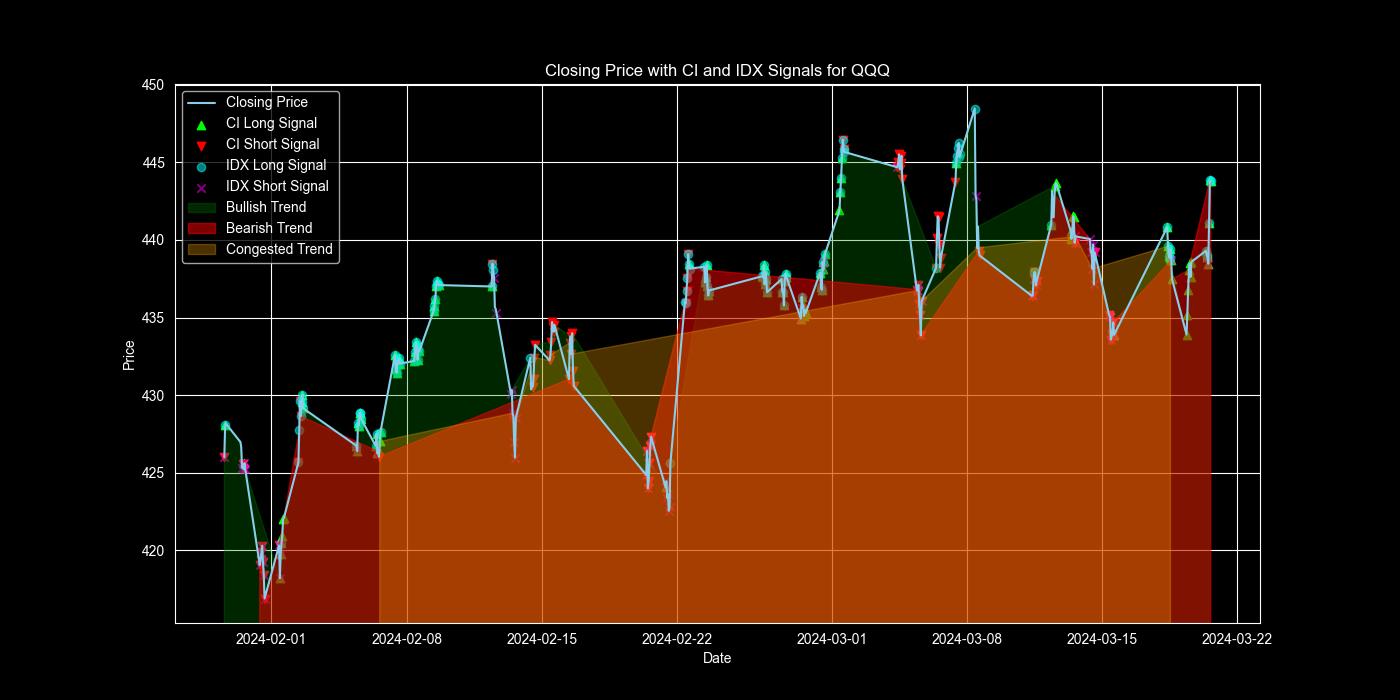 Closing Price with CI and IDX Signals for QQQ
Closing Price
CI Long Signal
CI Short Signal
IDX Long Signal
IDX Short Signal
Bullish Trend
Bearish Trend
Congested Trend
450
445
440
435
430
425
420
Price
2024-02-01 2024-02-08 2024-02-15 2024-02-22 2024-03-01 2024-03-08 2024-03-15 2024-03-22
Date